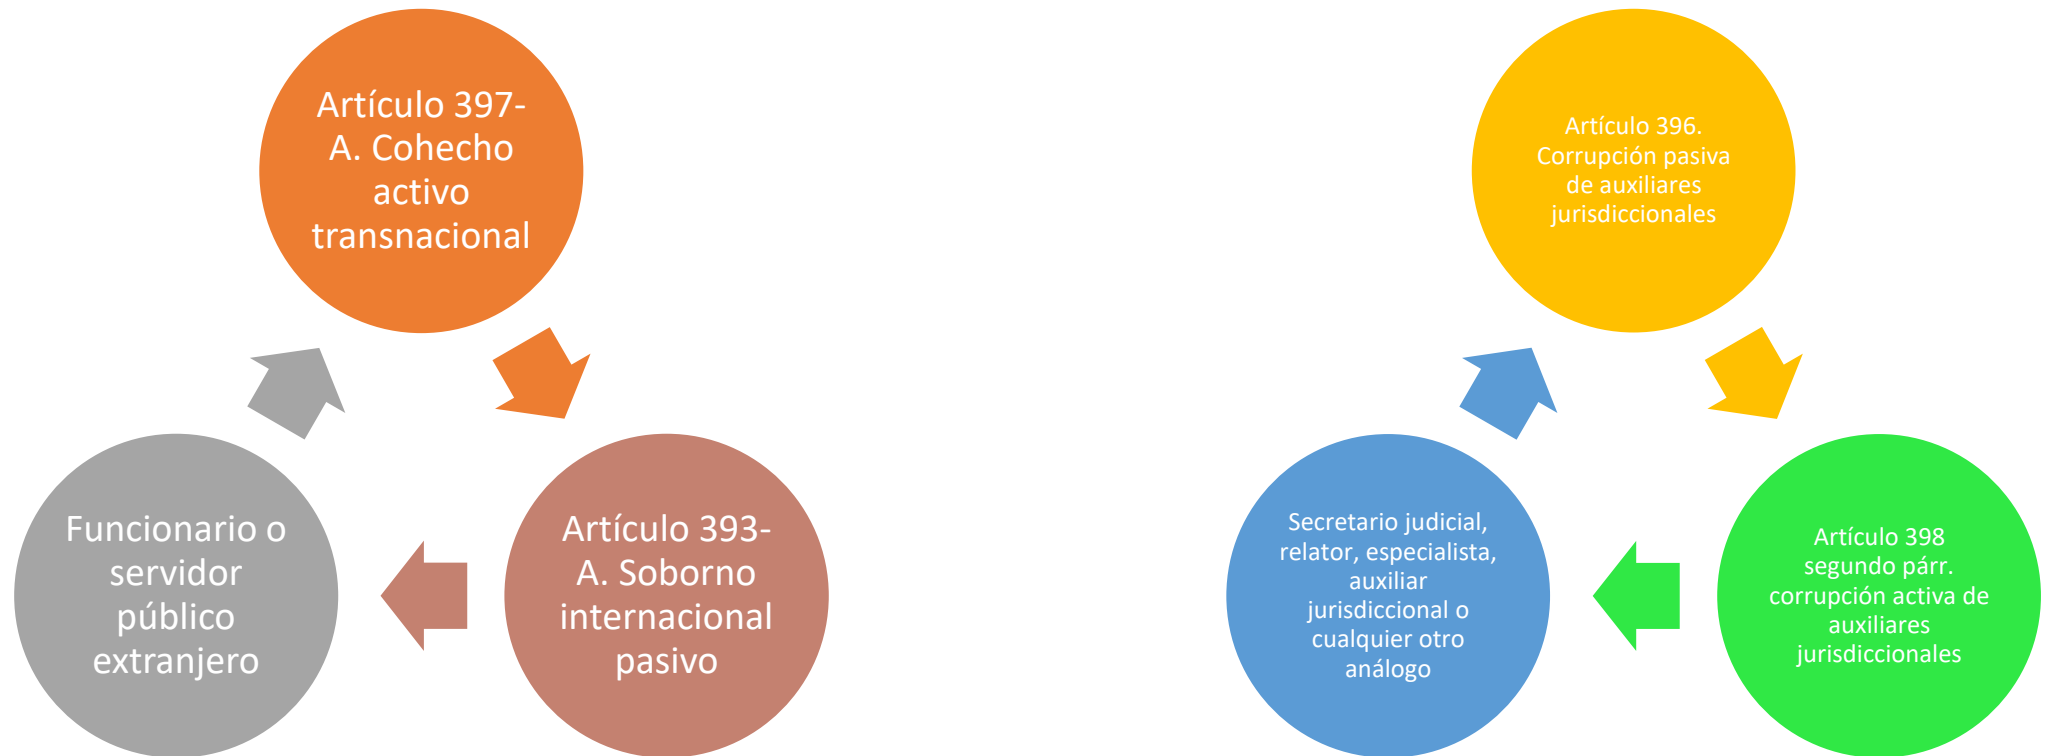 Artículo 397-
A. Cohecho
activo
transnacional
Artículo 393-
A. Soborno
internacional
pasivo
Funcionario o
servidor
público
extranjero
Artículo 396.
Corrupción pasiva
de auxiliares
jurisdiccionales
Artículo 398
segundo párr.
corrupción activa de
auxiliares
jurisdiccionales
Secretario judicial,
relator, especialista,
auxiliar
jurisdiccional o
cualquier otro
análogo